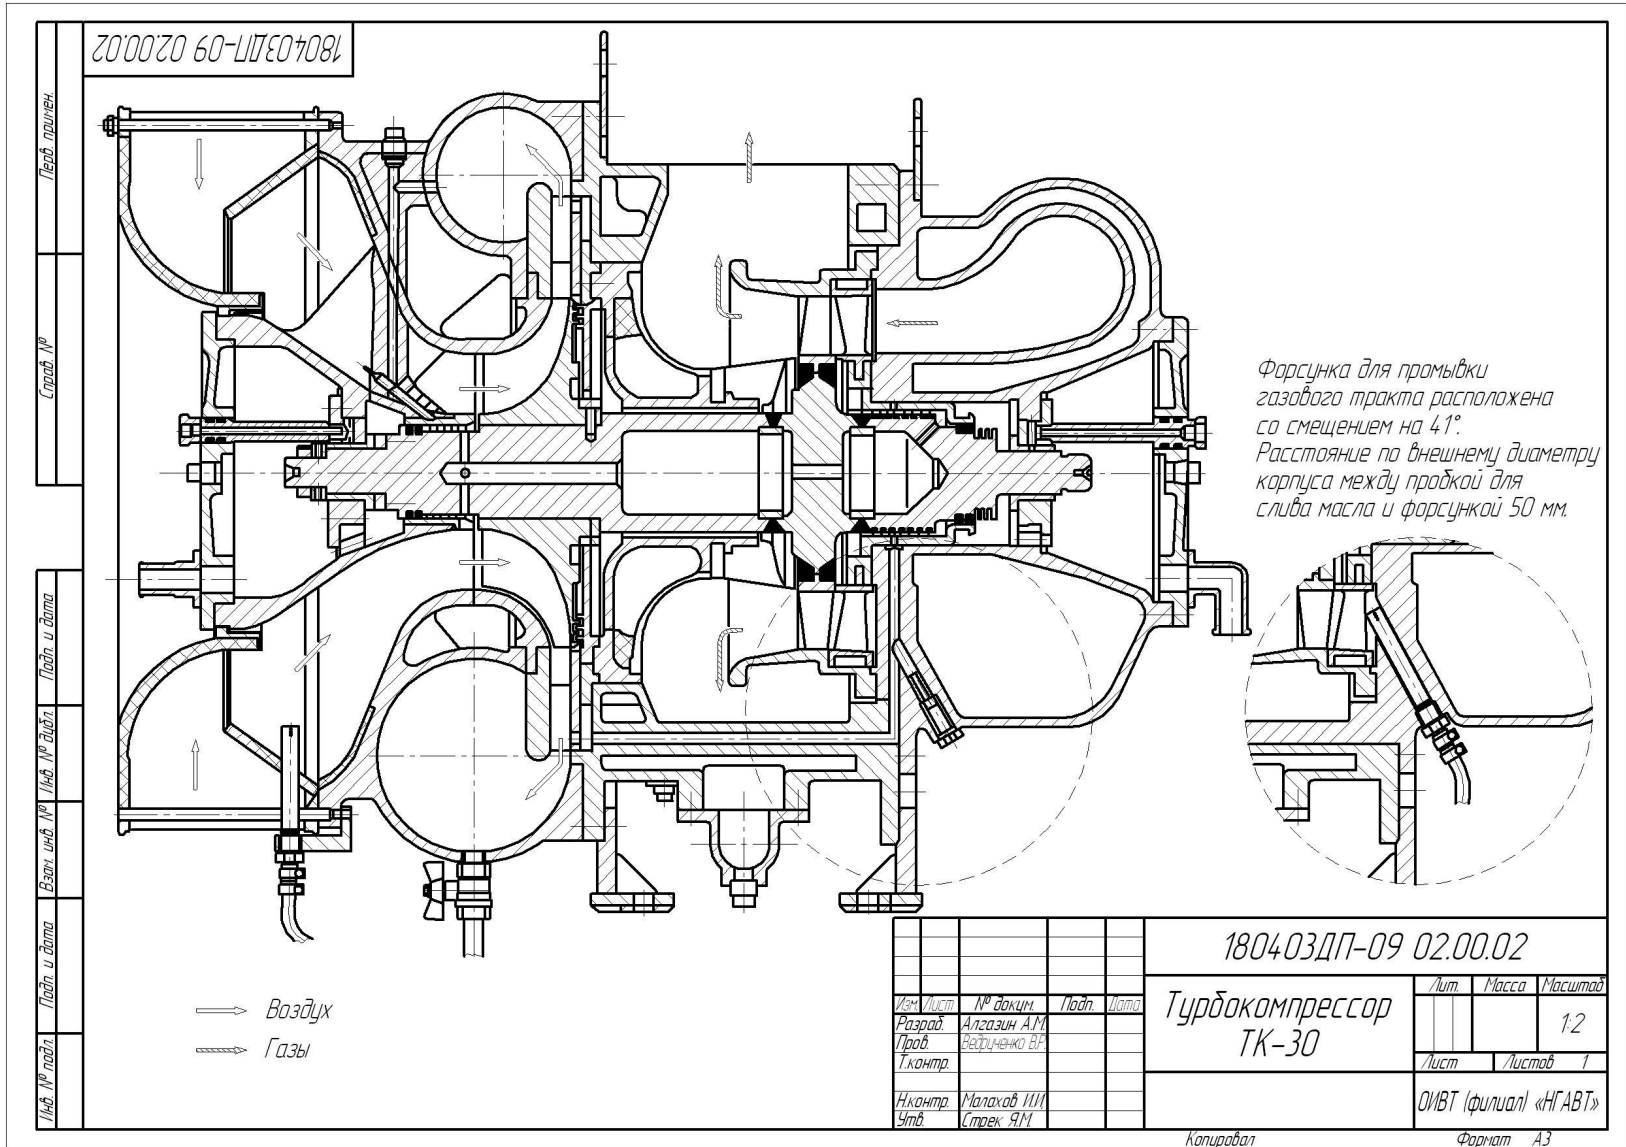 180403ДП-09 02.00.02
Перв. примен.
Справ. №
Подп. и дата
Инв. № дубл.
Взам. инв. №
Подп. и дата
Инв. № подл.
Форсунка для промывки
газового тракта расположена
со смещением на 41°.
Расстояние по внешнему диаметру
корпуса между пробкой для
слива масла и форсункой 50 мм.
Воздух
Газы
180403ДП-09 02.00.02
Изм. Лист № докум. Подп. Дата
Разраб. Алгазин А.М.
Пров. Ведрученко В.Р.
Т.контр.
Н.контр. Малахов И.И.
Утв. Стрек Я.М.
Турбокомпрессор
ТК-30
Лит. Масса Масштаб
1:2
Лист Листов 1
ОИВТ (филиал) «НГАВТ»
Копировал Формат А3